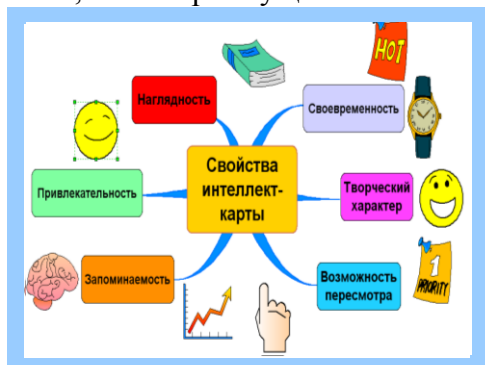 HOT
Наглядность
Своевременность
Свойства
интеллект-
карты
Привлекательность
Творческий
характер
Запоминаемость
Возможность
пересмотра
1
PRIORITY